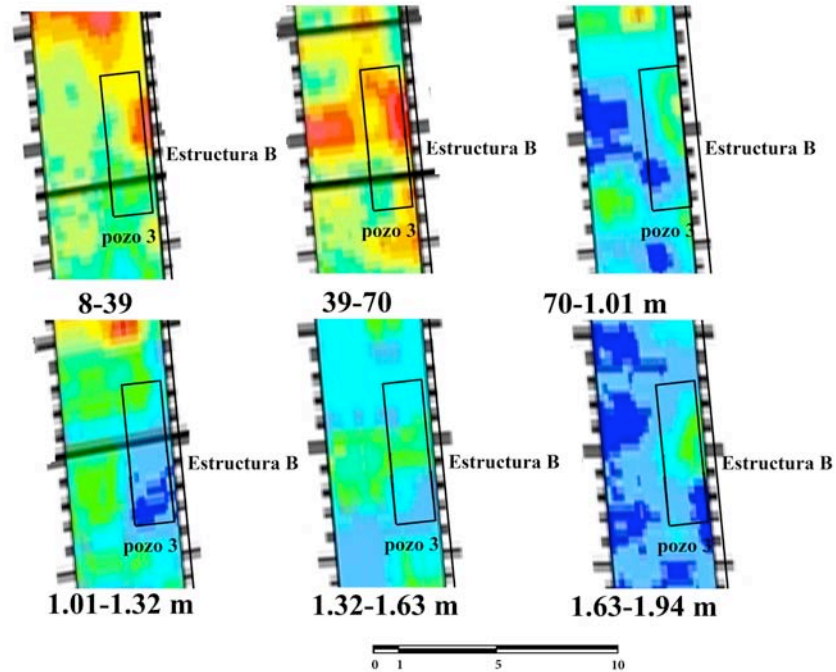 Estructura B
pozo 3
8-39
Estructura B
pozo 3
39-70
Estructura B
pozo 3
70-1.01 m
Estructura B
pozo 3
1.01-1.32 m
Estructura B
pozo 3
1.32-1.63 m
Estructura B
pozo 3
1.63-1.94 m
0 1 5 10